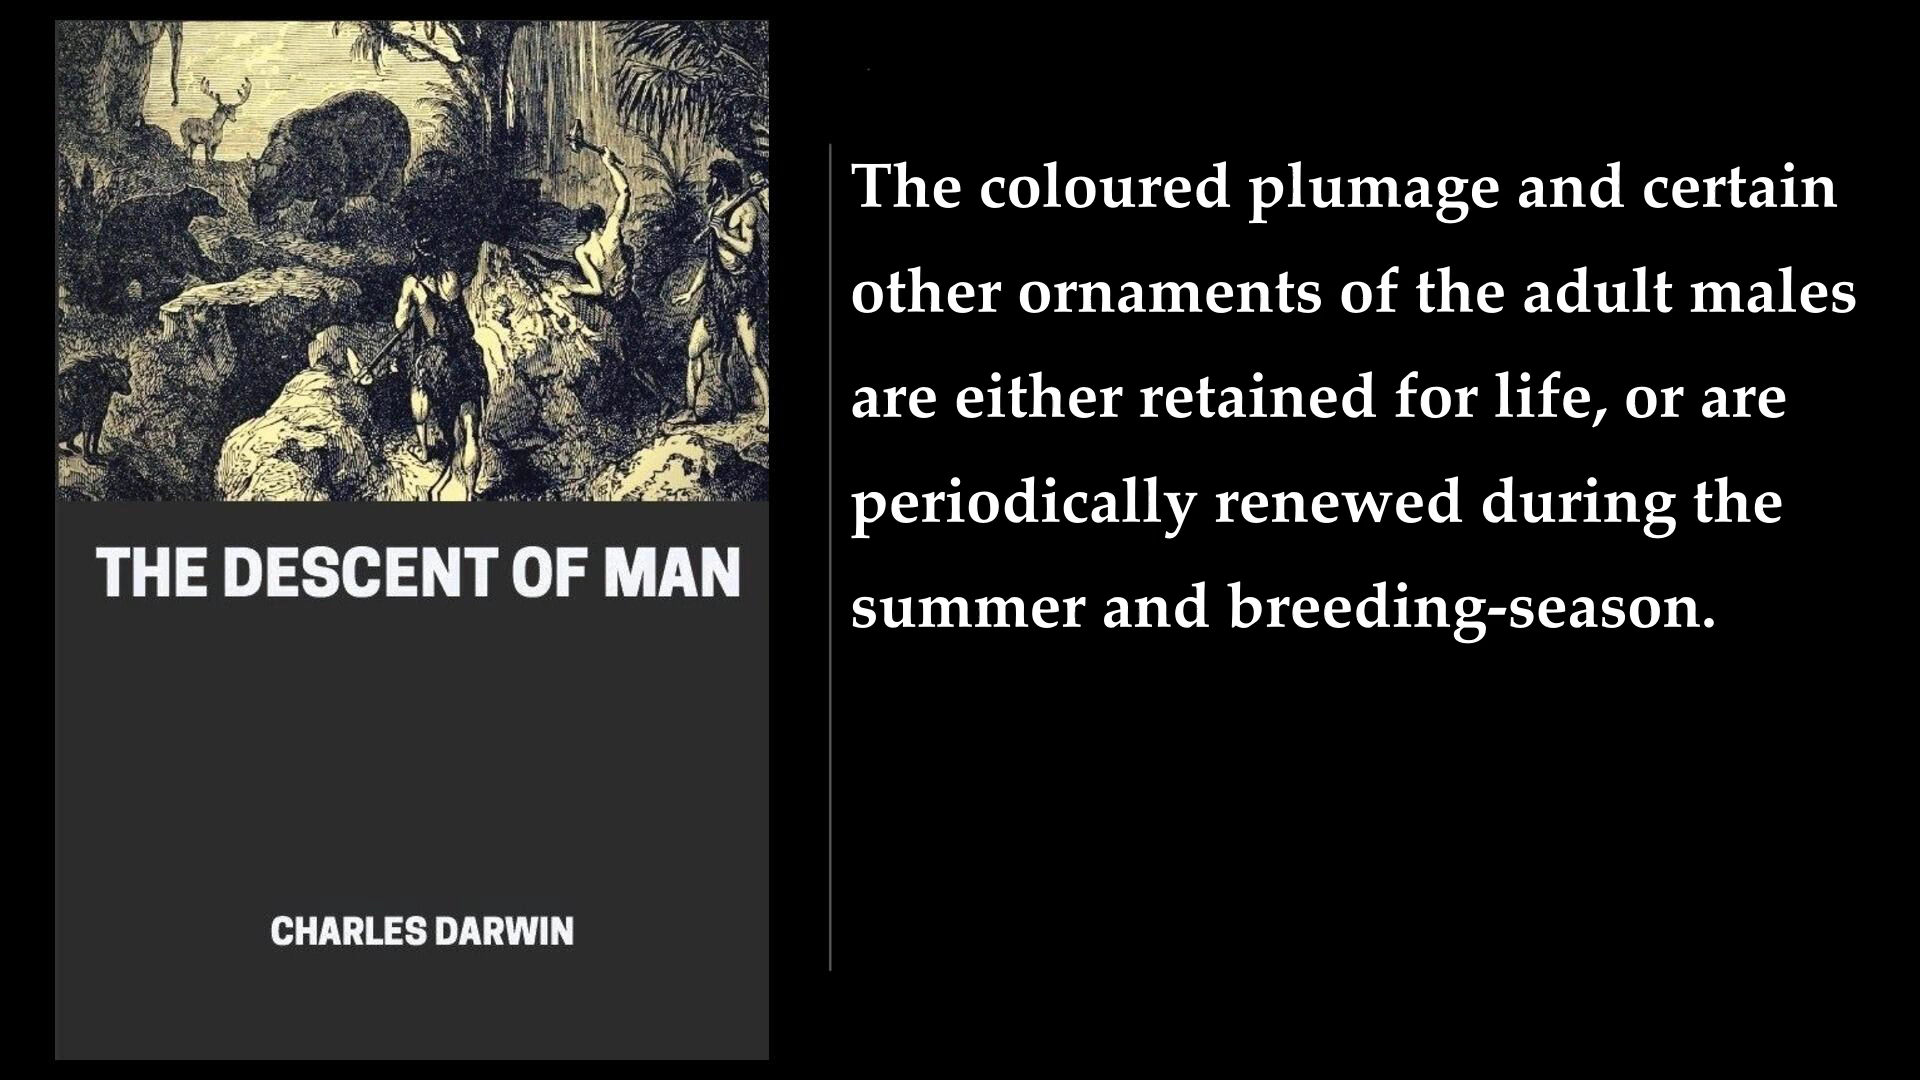 THE DESCENT OF MAN
CHARLES DARWIN
The coloured plumage and certain
other ornaments of the adult males
are either retained for life, or are
periodically renewed during the
summer and breeding-season.